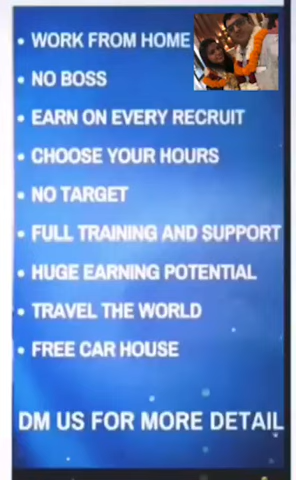 • WORK FROM HOME
• NO BOSS
• EARN ON EVERY RECRUIT
• CHOOSE YOUR HOURS
• NO TARGET
• FULL TRAINING AND SUPPORT
• HUGE EARNING POTENTIAL
• TRAVEL THE WORLD
• FREE CAR HOUSE
DM US FOR MORE DETAIL